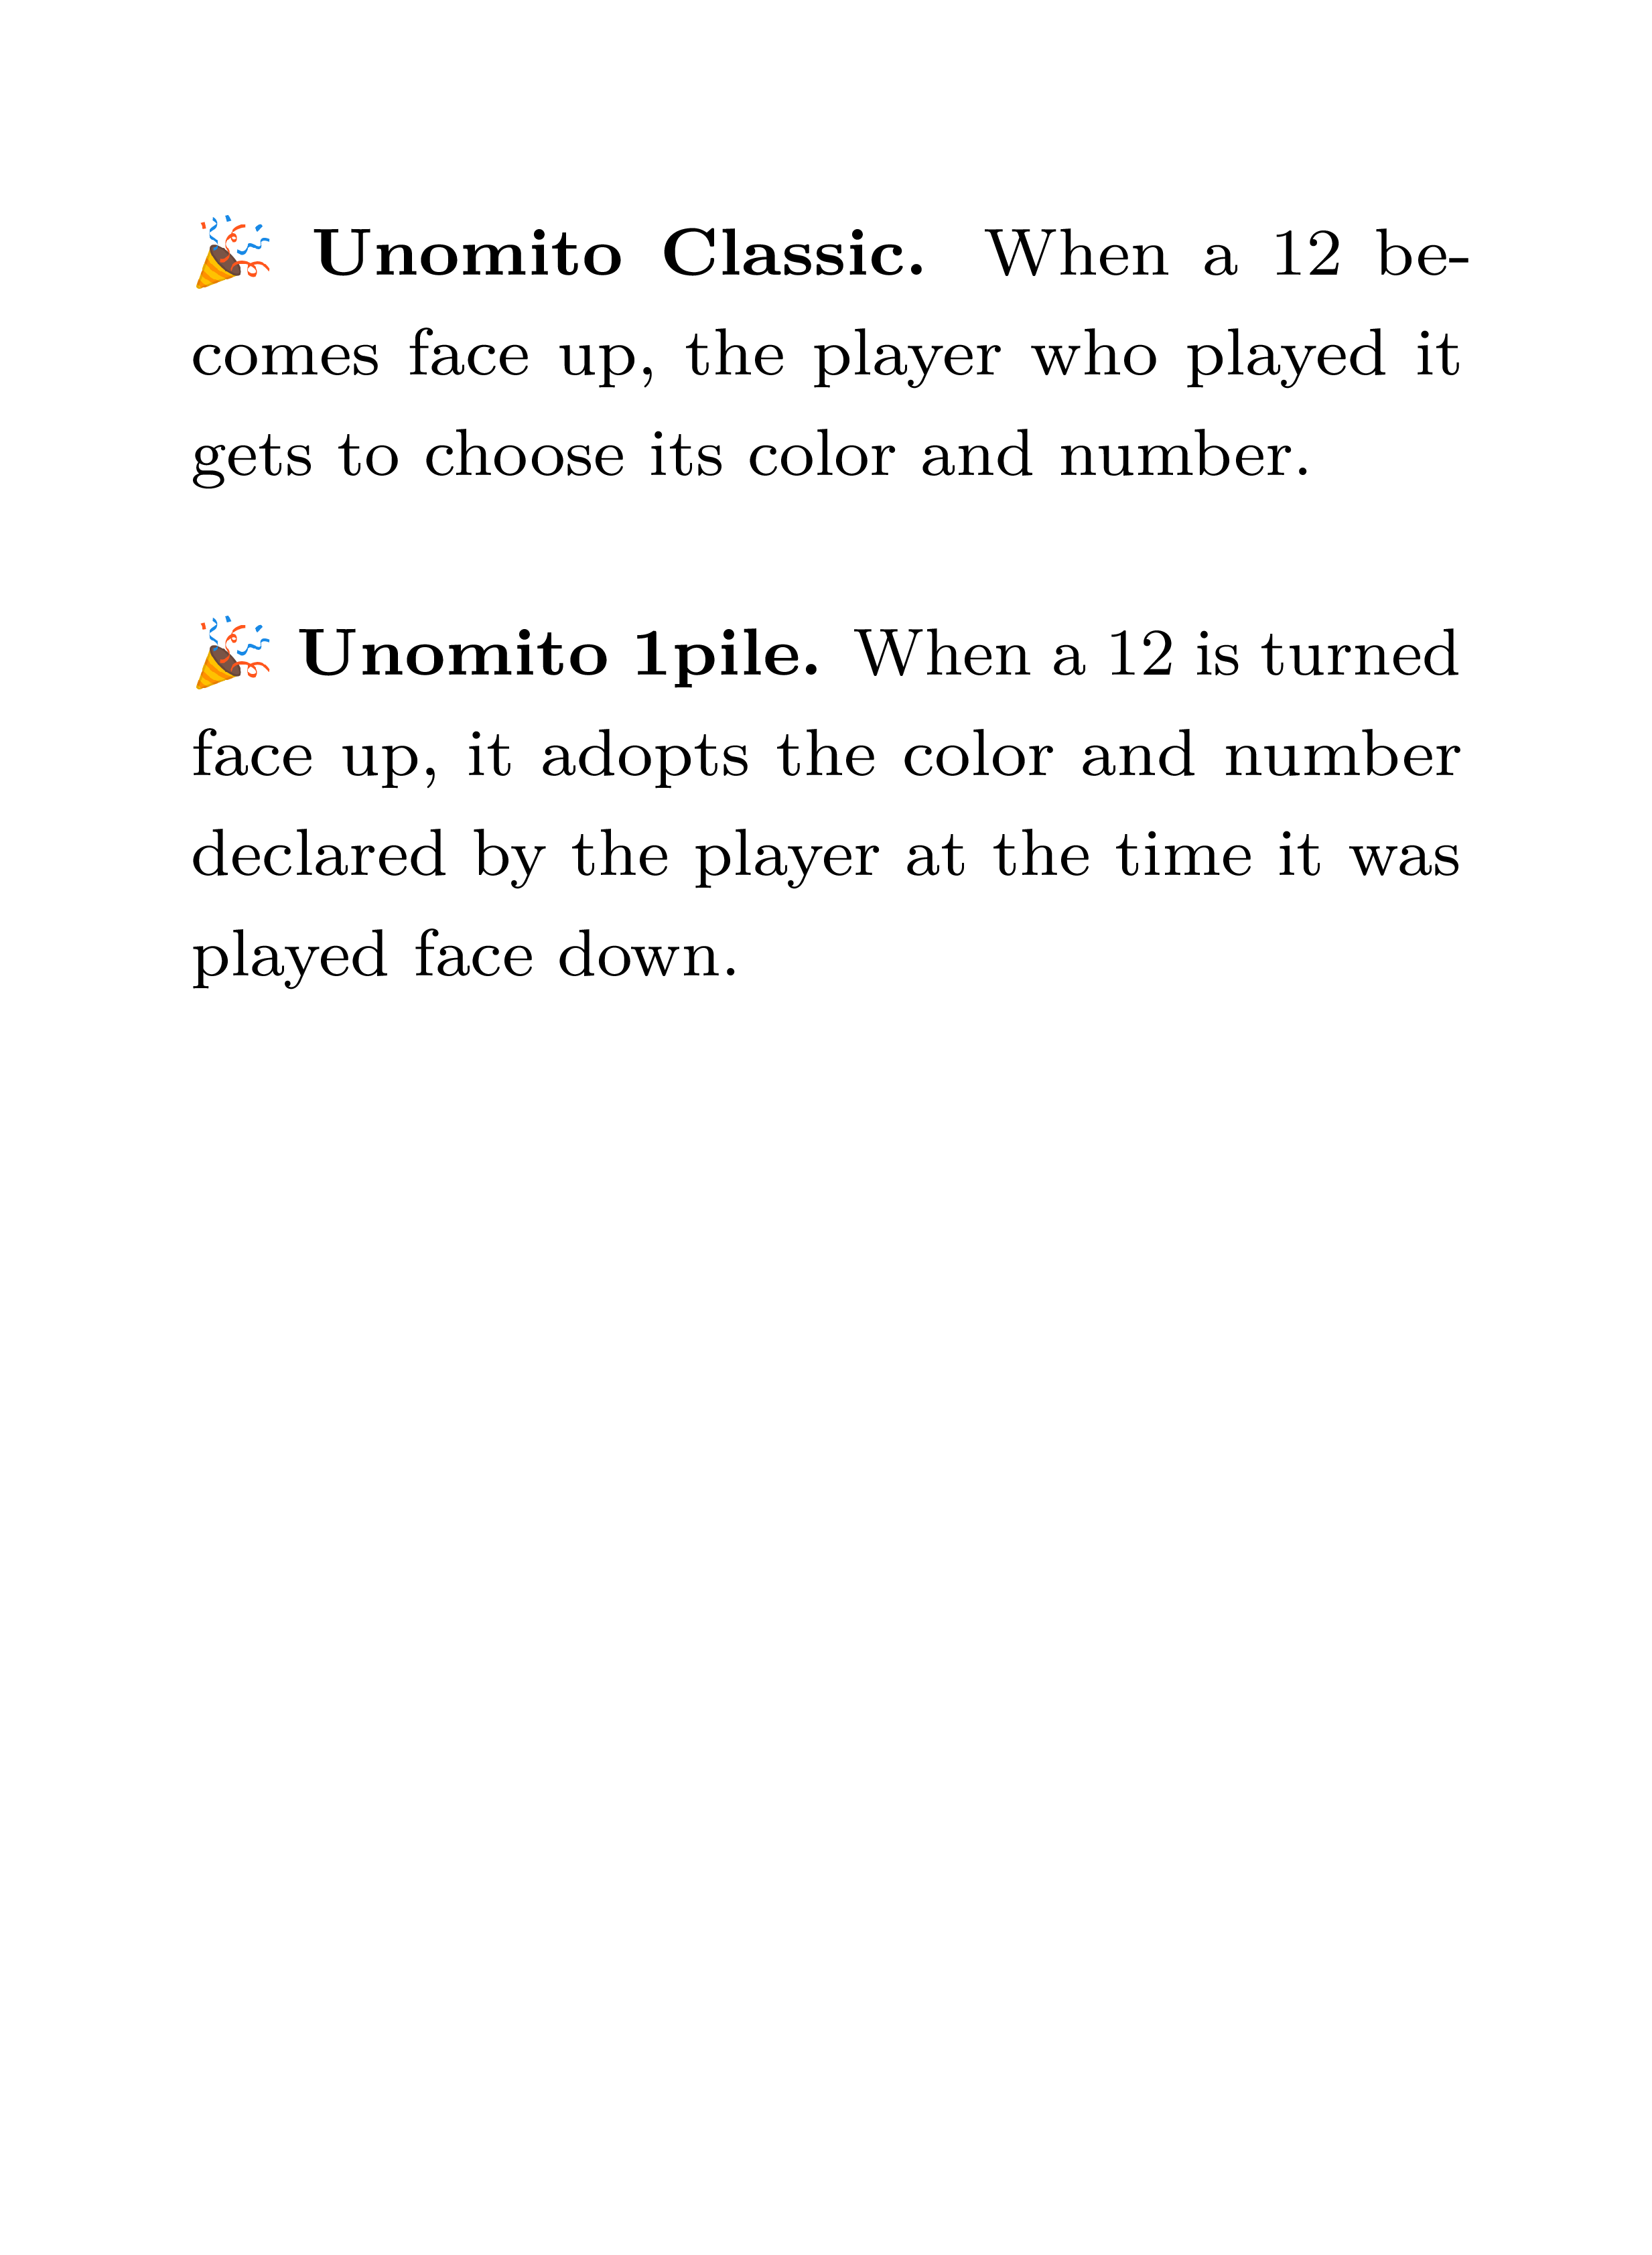 🎉 Unomito Classic. When a 12 be-
comes face up, the player who played it
gets to choose its color and number.
🎉 Unomito 1pile. When a 12 is turned
face up, it adopts the color and number
declared by the player at the time it was
played face down.